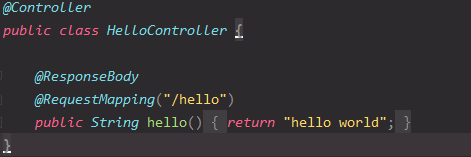 @Controller
public class HelloController {
@ResponseBody
@RequestMapping("/hello")
public String hello() { return "hello world"; }
}